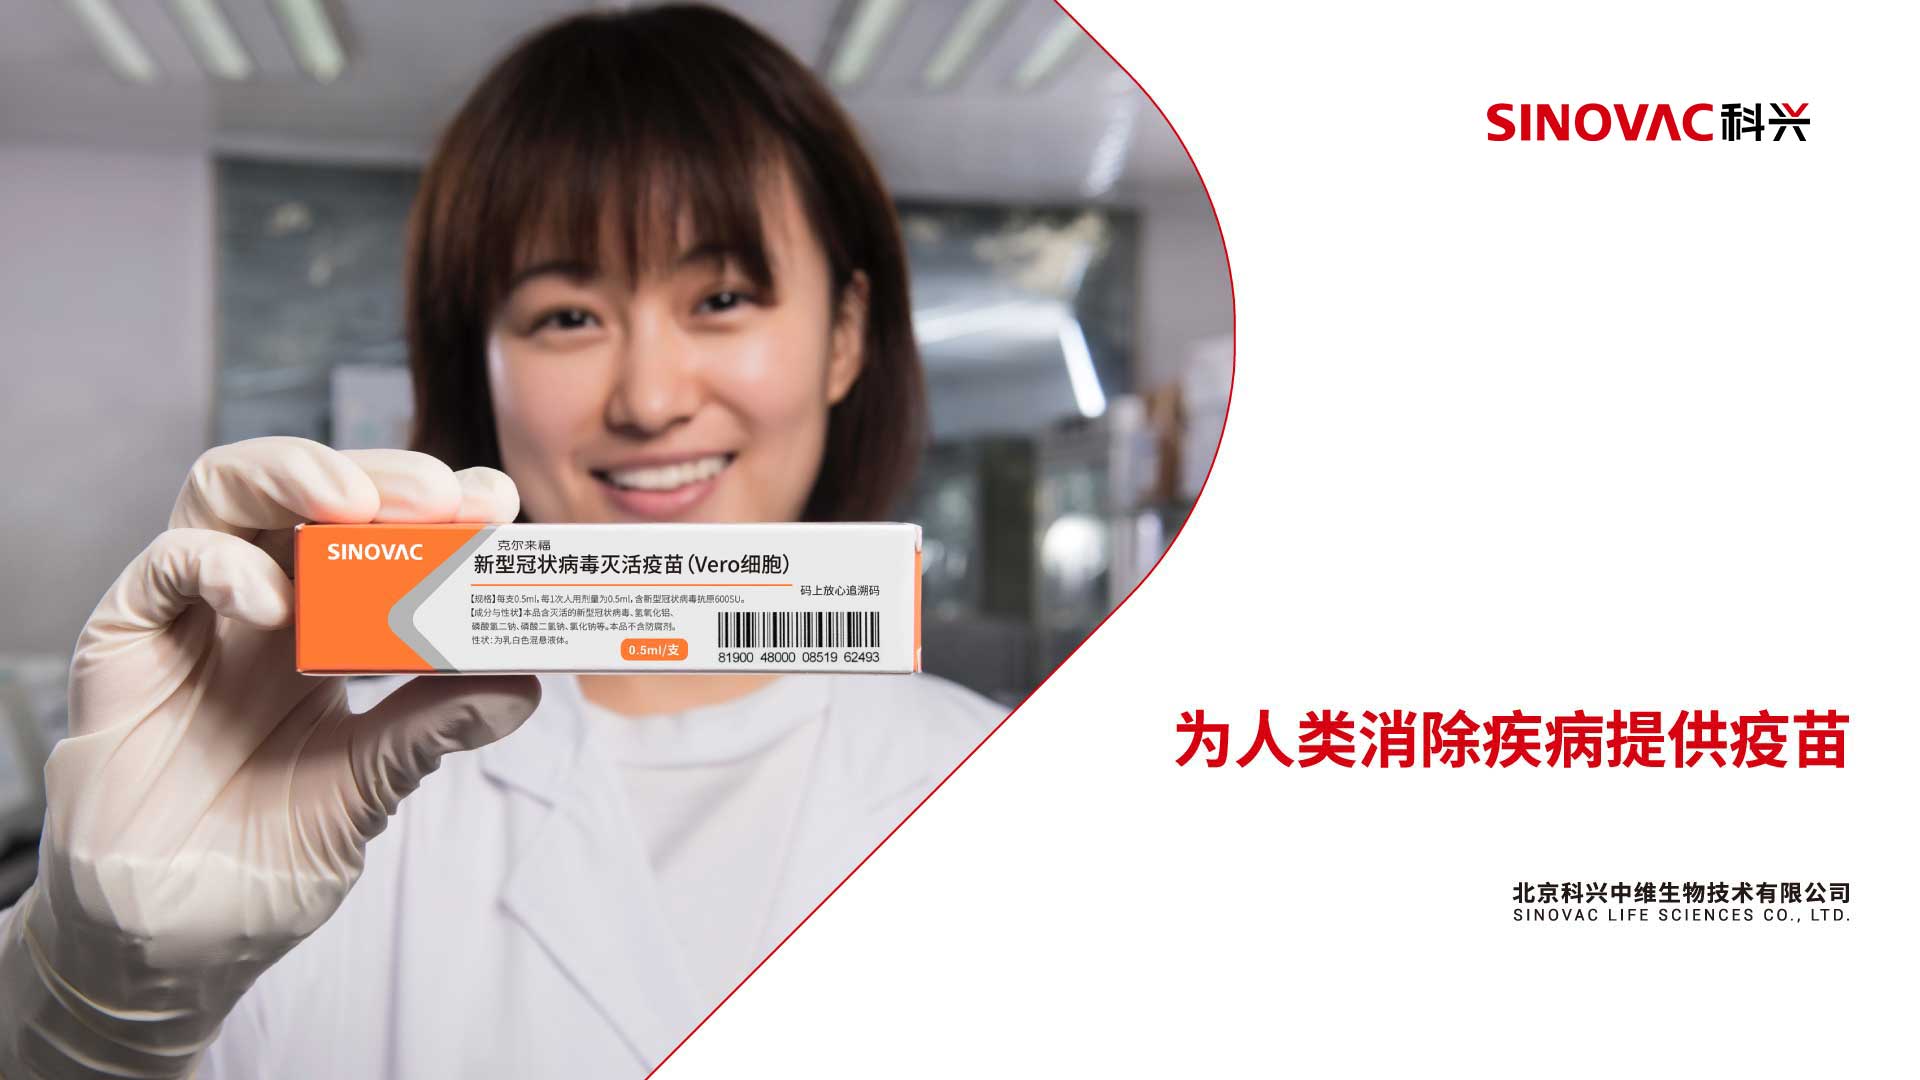 SINOVAC科兴
SINOVAC
克尔来福
新型冠状病毒灭活疫苗（Vero细胞）
码上放心追溯码
【规格】每支0.5ml，每1次人用剂量为0.5ml，含新型冠状病毒抗原600SU。
【成分与性状】本品含灭活的新型冠状病毒、氢氧化铝、
磷酸氢二钠、磷酸二氢钠、氯化钠等。本品不含防腐剂。
性状：为乳白色混悬液体。
0.5ml/支
81900 48000 08519 62493
为人类消除疾病提供疫苗
北京科兴中维生物技术有限公司
SINOVAC LIFE SCIENCES CO., LTD.